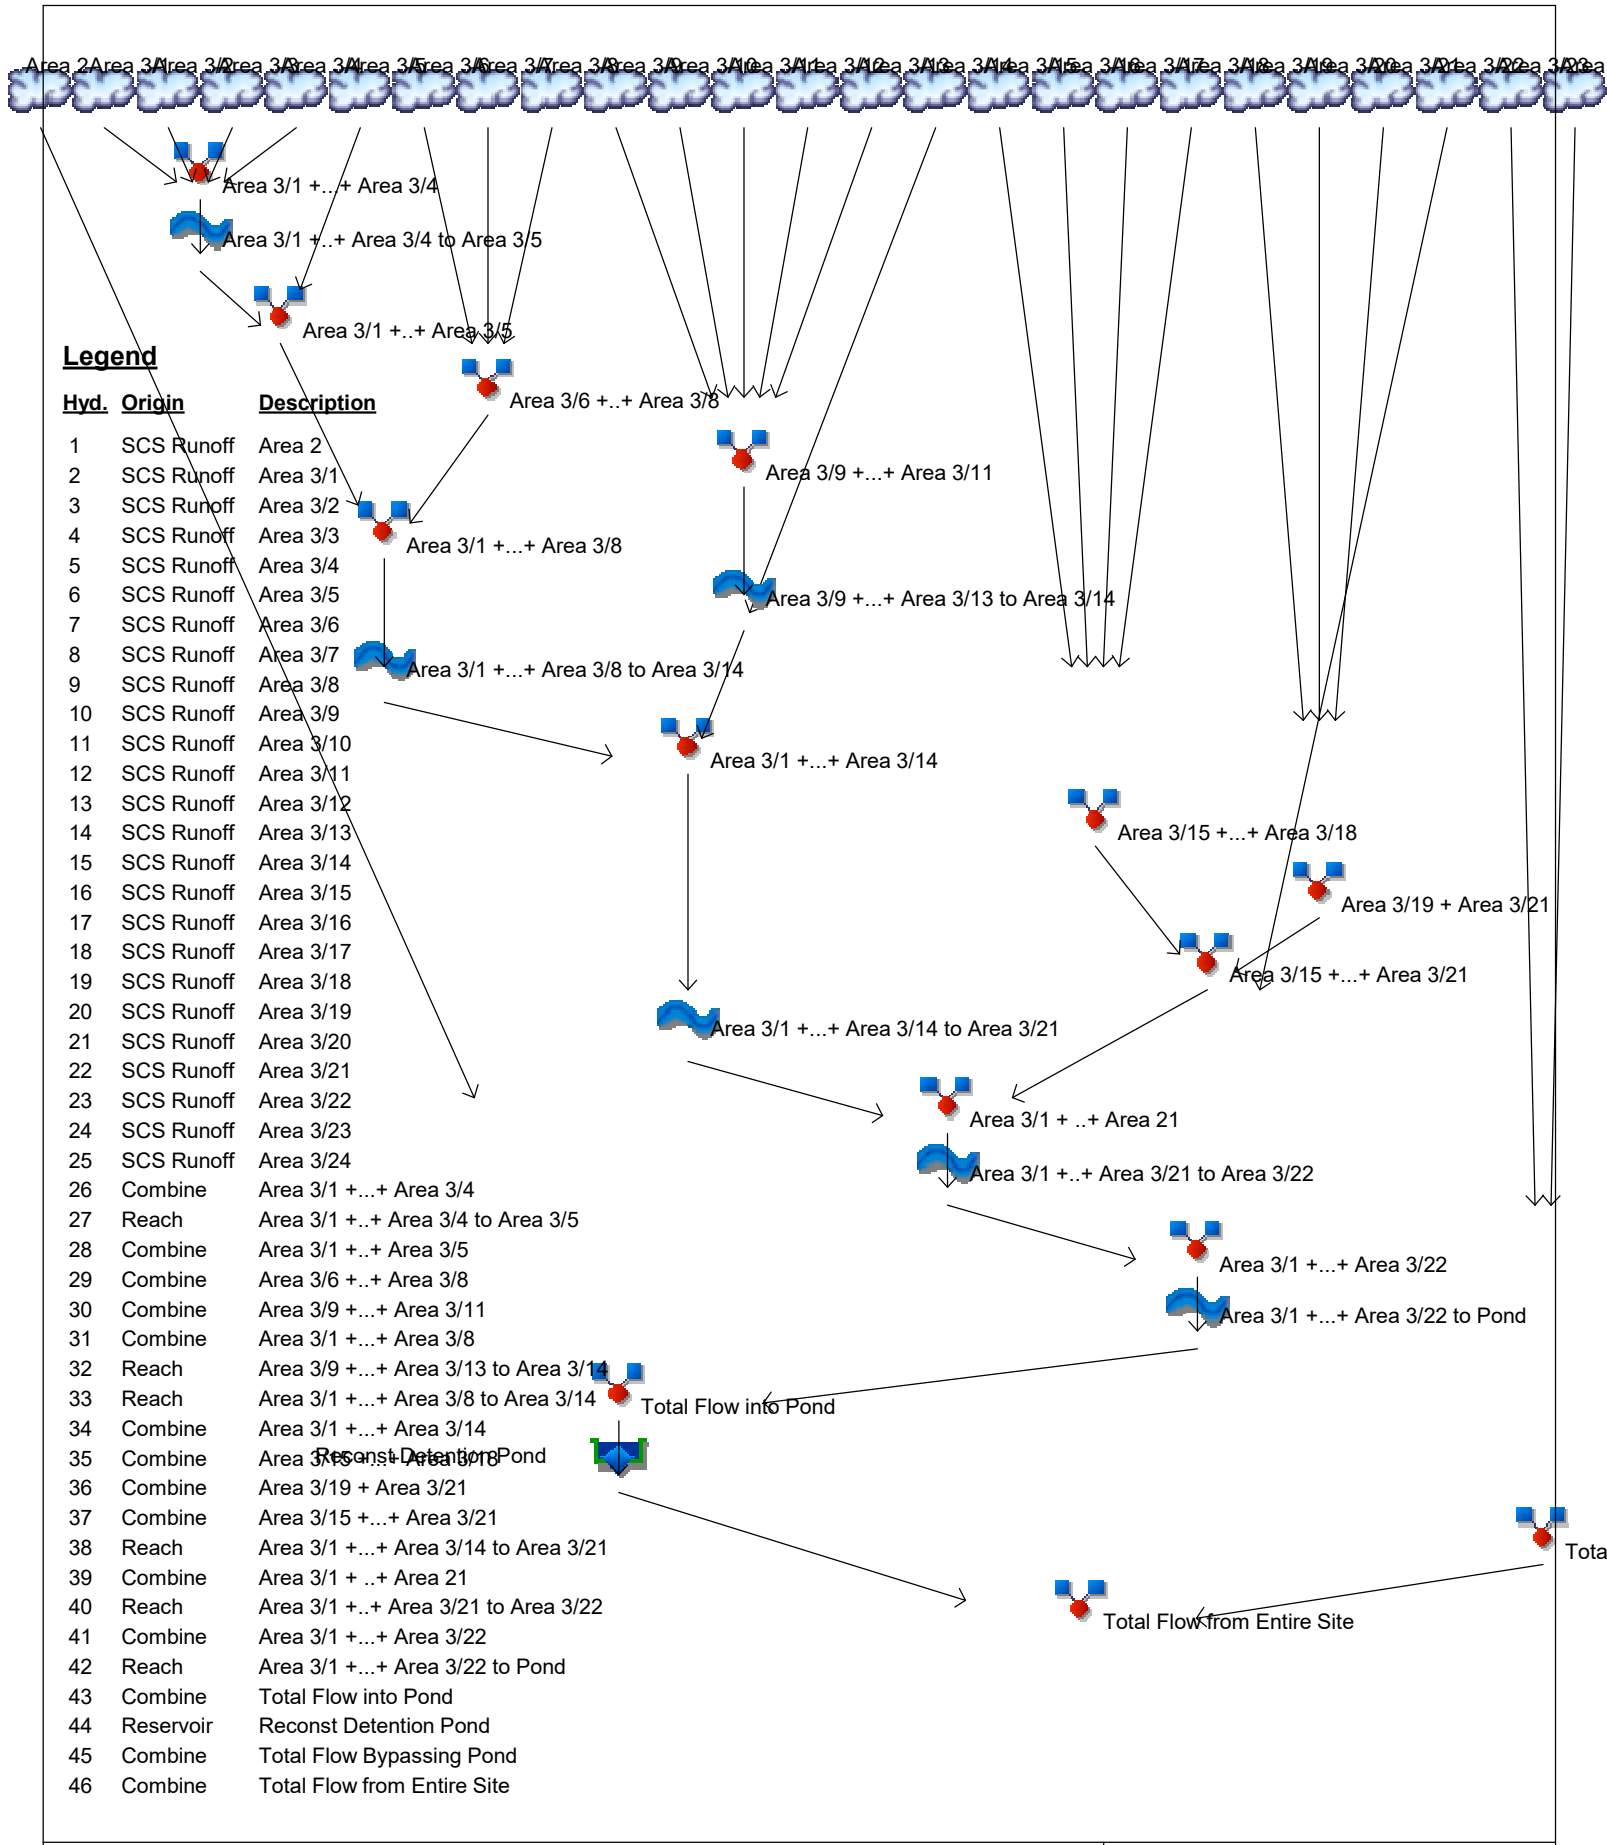 Area 2
Area 3/1 +...+ Area 3/4
Area 3/1 +..+ Area 3/4 to Area 3/5
Area 3/1 +..+ Area 3/5
Area 3/6 +..+ Area 3/8
Area 3/9 +...+ Area 3/11
Area 3/1 +...+ Area 3/8
Area 3/9 +...+ Area 3/13 to Area 3/14
Area 3/1 +...+ Area 3/8 to Area 3/14
Area 3/1 +...+ Area 3/14
Area 3/15 +...+ Area 3/18
Area 3/19 + Area 3/21
Area 3/15 +...+ Area 3/21
Area 3/1 +...+ Area 3/14 to Area 3/21
Area 3/1 + ..+ Area 21
Area 3/1 +..+ Area 3/21 to Area 3/22
Area 3/1 +...+ Area 3/22
Area 3/1 +...+ Area 3/22 to Pond
Total Flow into Pond
Reconst Detention Pond
Tota
Total Flow from Entire Site
Legend
Hyd. Origin Description
1 SCS Runoff Area 2
2 SCS Runoff Area 3/1
3 SCS Runoff Area 3/2
4 SCS Runoff Area 3/3
5 SCS Runoff Area 3/4
6 SCS Runoff Area 3/5
7 SCS Runoff Area 3/6
8 SCS Runoff Area 3/7
9 SCS Runoff Area 3/8
10 SCS Runoff Area 3/9
11 SCS Runoff Area 3/10
12 SCS Runoff Area 3/11
13 SCS Runoff Area 3/12
14 SCS Runoff Area 3/13
15 SCS Runoff Area 3/14
16 SCS Runoff Area 3/15
17 SCS Runoff Area 3/16
18 SCS Runoff Area 3/17
19 SCS Runoff Area 3/18
20 SCS Runoff Area 3/19
21 SCS Runoff Area 3/20
22 SCS Runoff Area 3/21
23 SCS Runoff Area 3/22
24 SCS Runoff Area 3/23
25 SCS Runoff Area 3/24
26 Combine Area 3/1 +...+ Area 3/4
27 Reach Area 3/1 +..+ Area 3/4 to Area 3/5
28 Combine Area 3/1 +..+ Area 3/5
29 Combine Area 3/6 +..+ Area 3/8
30 Combine Area 3/9 +...+ Area 3/11
31 Combine Area 3/1 +...+ Area 3/8
32 Reach Area 3/9 +...+ Area 3/13 to Area 3/14
33 Reach Area 3/1 +...+ Area 3/8 to Area 3/14
34 Combine Area 3/1 +...+ Area 3/14
35 Combine Area 3/15 +...+ Area 3/18
36 Combine Area 3/19 + Area 3/21
37 Combine Area 3/15 +...+ Area 3/21
38 Reach Area 3/1 +...+ Area 3/14 to Area 3/21
39 Combine Area 3/1 + ..+ Area 21
40 Reach Area 3/1 +..+ Area 3/21 to Area 3/22
41 Combine Area 3/1 +...+ Area 3/22
42 Reach Area 3/1 +...+ Area 3/22 to Pond
43 Combine Total Flow into Pond
44 Reservoir Reconst Detention Pond
45 Combine Total Flow Bypassing Pond
46 Combine Total Flow from Entire Site